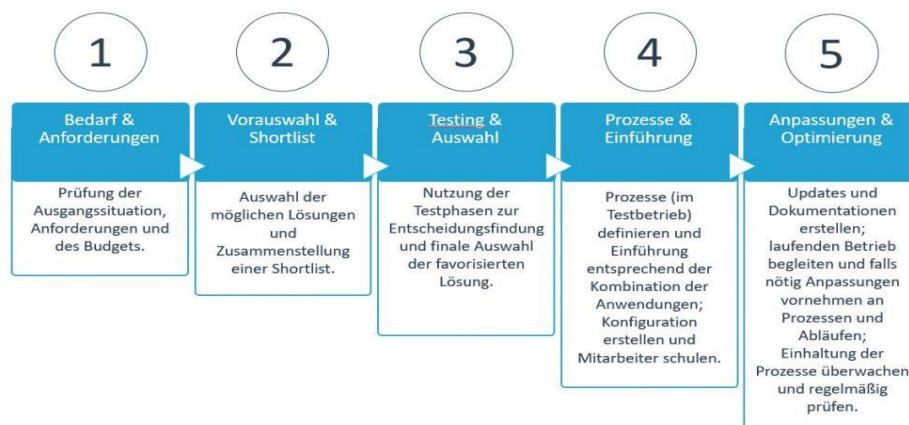 1
2
3
4
5
Bedarf &
Anforderungen
Prüfung der
Ausgangssituation,
Anforderungen und
des Budgets.
Vorauswahl &
Shortlist
Auswahl der
möglichen Lösungen
und
Zusammenstellung
einer Shortlist.
Testing &
Auswahl
Nutzung der
Testphasen zur
Entscheidungsfindung
und finale Auswahl
der favorisierten
Lösung.
Prozesse &
Einführung
Prozesse (im
Testbetrieb)
definieren und
Einführung
entsprechend der
Kombination der
Anwendungen;
Konfiguration
erstellen und
Mitarbeiter schulen.
Anpassungen &
Optimierung
Updates und
Dokumentationen
erstellen;
laufenden Betrieb
begleiten und falls
nötig Anpassungen
vornehmen an
Prozessen und
Abläufen;
Einhaltung der
Prozesse überwachen
und regelmäßig
prüfen.